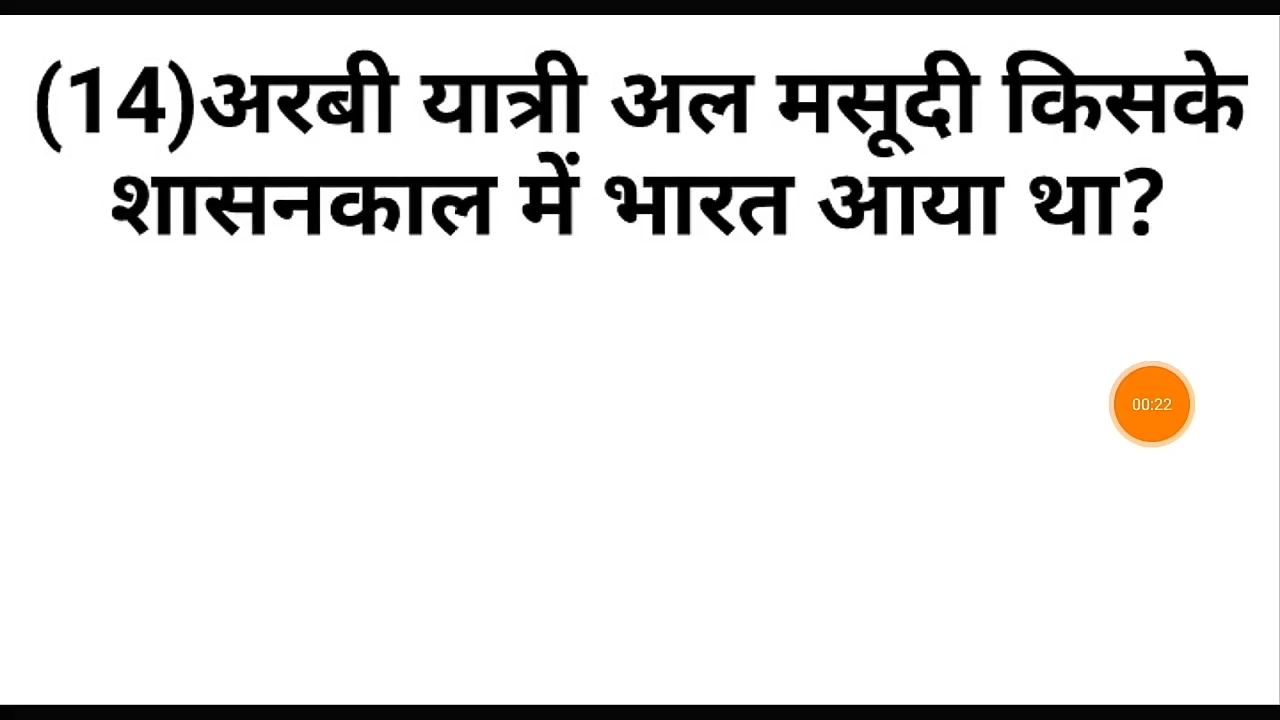 (14)अरबी यात्री अल मसूदी किसके
शासनकाल में भारत आया था?
00:22